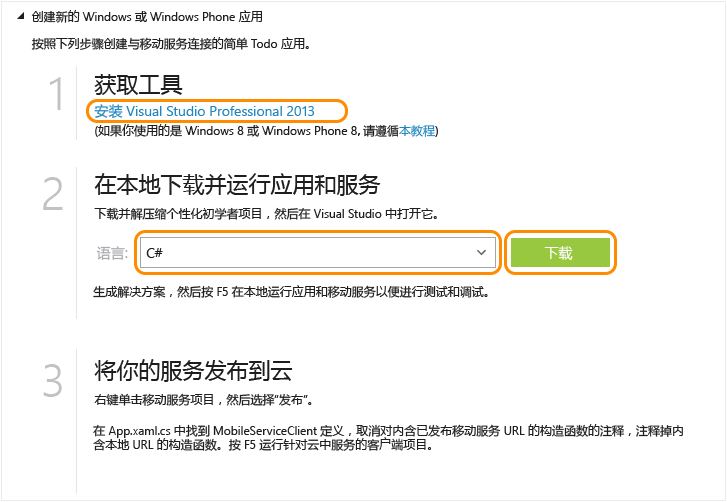 创建新的 Windows 或 Windows Phone 应用
按照下列步骤创建与移动服务连接的简单 Todo 应用。
1
获取工具
安装 Visual Studio Professional 2013
(如果你使用的是 Windows 8 或 Windows Phone 8, 请遵循本教程)
2
在本地下载并运行应用和服务
下载并解压缩个性化初学者项目，然后在 Visual Studio 中打开它。
语言: C# 下载
生成解决方案，然后按 F5 在本地运行应用和移动服务以便进行测试和调试。
3
将你的服务发布到云
右键单击移动服务项目，然后选择"发布"。
在 App.xaml.cs 中找到 MobileServiceClient 定义，取消对内含已发布移动服务 URL 的构造函数的注释，注释掉内
含本地 URL 的构造函数。按 F5 运行针对云中服务的客户端项目。